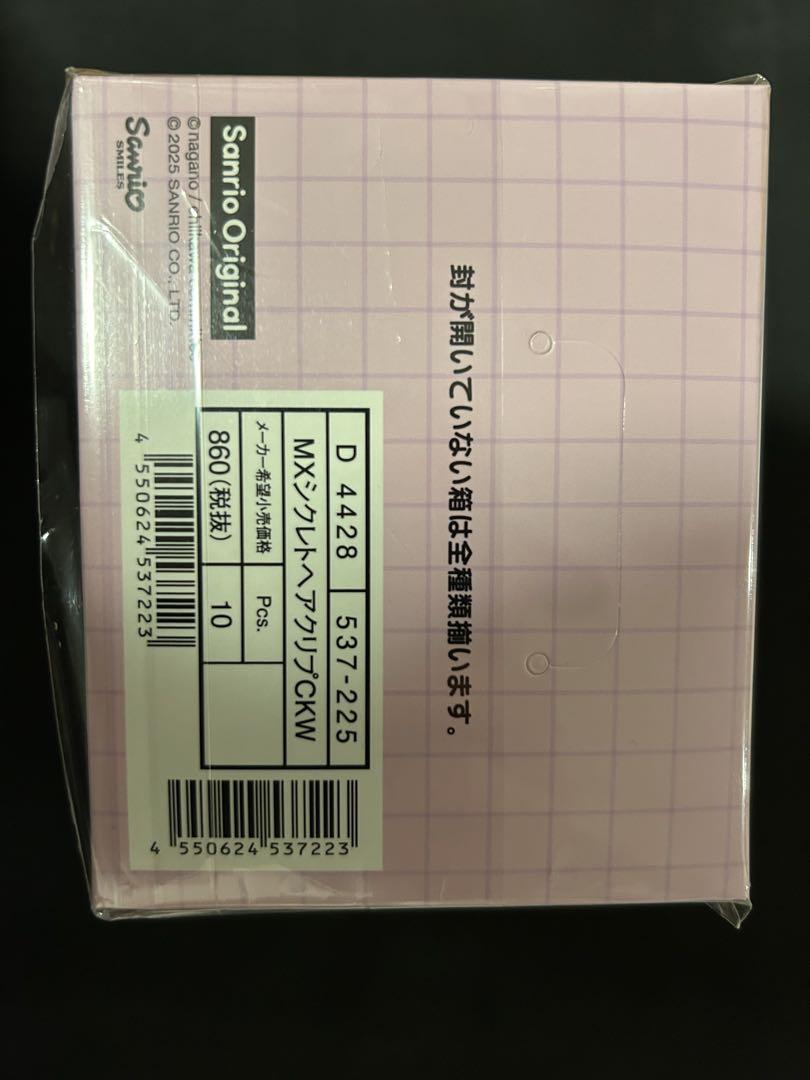 封が開いていない箱は全種類揃います。
Sanrio Original
©nagano / chiikawa committee
© 2025 SANRIO CO., LTD.
Sanrio
SMILES
D 4428 537-225
MXシクレトヘアクリプCKW
メーカー希望小売価格 Pcs.
860(税抜) 10
4 550624 537223
4 550624 537223